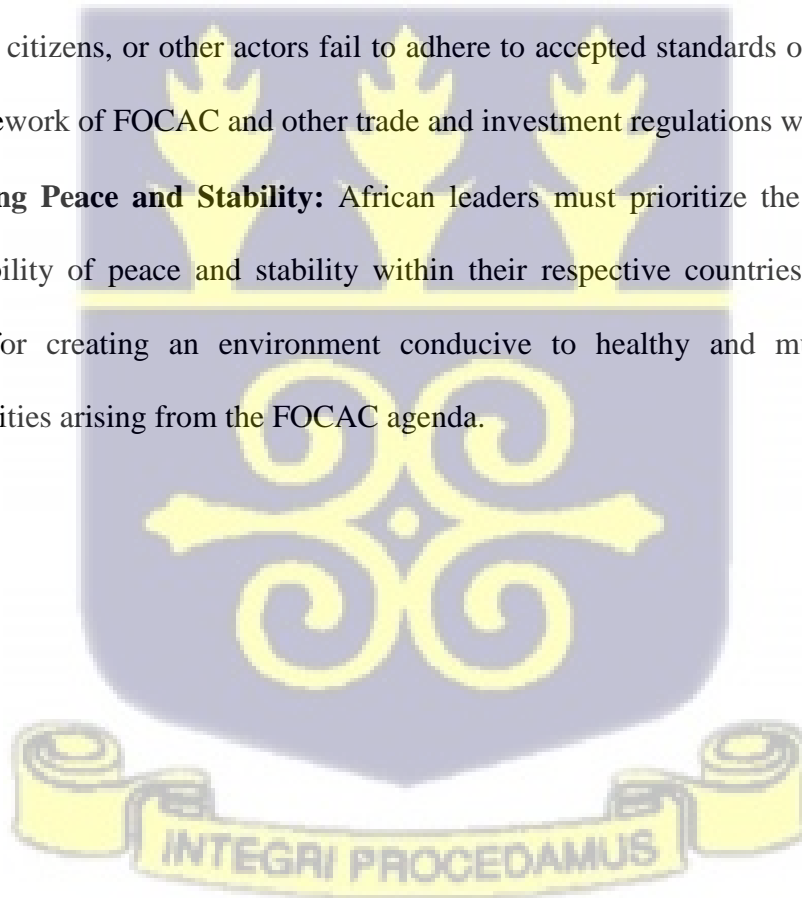 citizens, or other actors fail to adhere to accepted standards o
ework of FOCAC and other trade and investment regulations w
ng Peace and Stability: African leaders must prioritize the
bility of peace and stability within their respective countries
for creating an environment conducive to healthy and mu
ities arising from the FOCAC agenda.
INTEGRI PROCEDAMUS